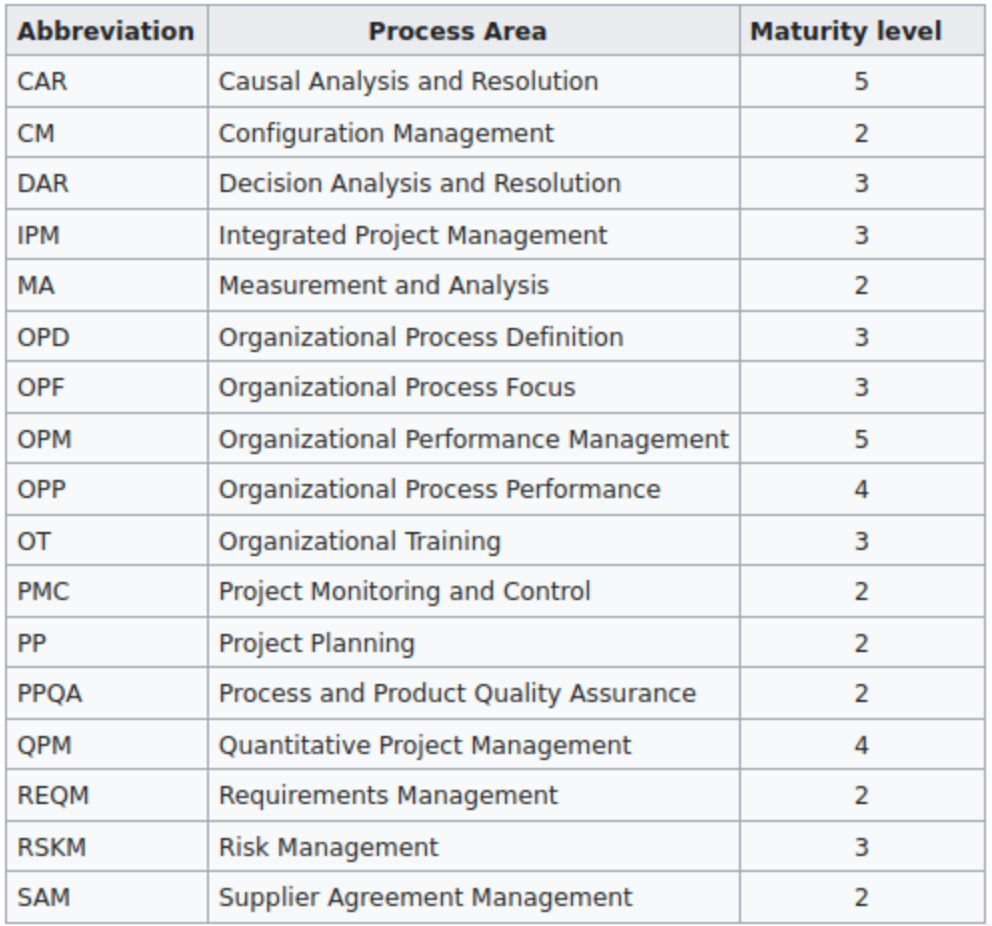 Abbreviation Process Area Maturity level
CAR Causal Analysis and Resolution 5
CM Configuration Management 2
DAR Decision Analysis and Resolution 3
IPM Integrated Project Management 3
MA Measurement and Analysis 2
OPD Organizational Process Definition 3
OPF Organizational Process Focus 3
OPM Organizational Performance Management 5
OPP Organizational Process Performance 4
OT Organizational Training 3
PMC Project Monitoring and Control 2
PP Project Planning 2
PPQA Process and Product Quality Assurance 2
QPM Quantitative Project Management 4
REQM Requirements Management 2
RSKM Risk Management 3
SAM Supplier Agreement Management 2